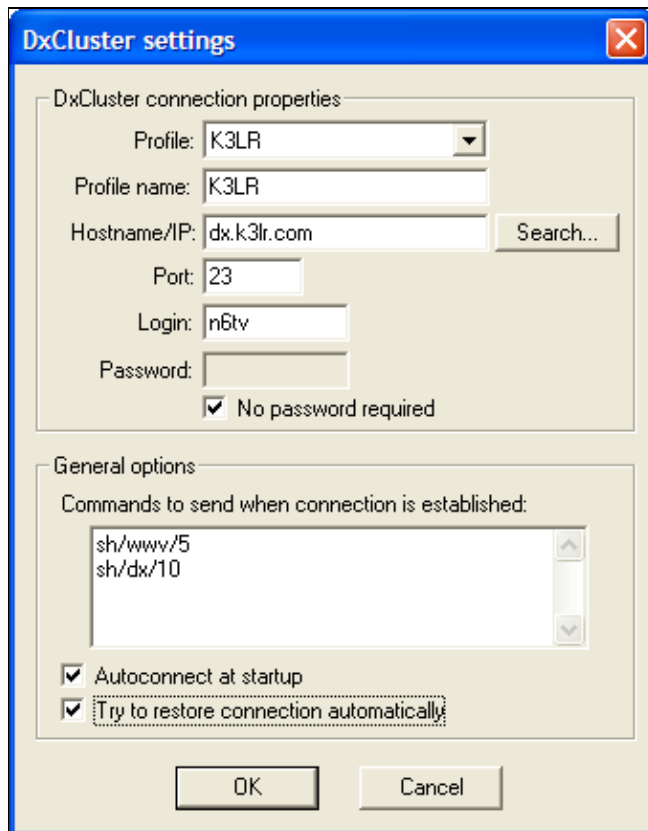 DxCluster settings
DxCluster connection properties
Profile: K3LR
Profile name: K3LR
Hostname/IP: dx.k3lr.com Search...
Port: 23
Login: n6tv
Password:
No password required
General options
Commands to send when connection is established:
sh/wwv/5
sh/dx/10
Autoconnect at startup
Try to restore connection automatically
OK Cancel